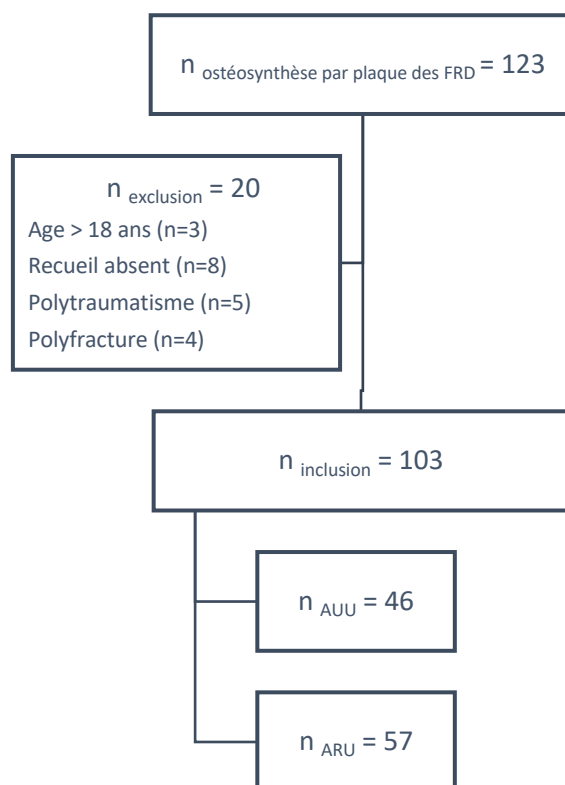 n ostéosynthèse par plaque des FRD = 123
n exclusion = 20
Age > 18 ans (n=3)
Recueil absent (n=8)
Polytraumatisme (n=5)
Polyfracture (n=4)
n inclusion = 103
n AUU = 46
n ARU = 57